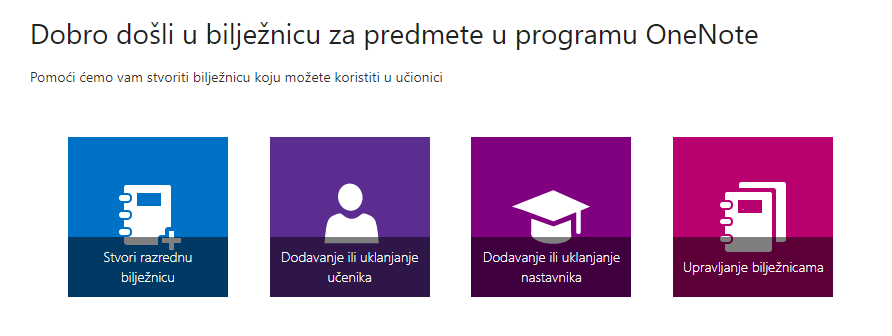 Dobro došli u bilježnicu za predmete u programu OneNote
Pomoći ćemo vam stvoriti bilježnicu koju možete koristiti u učionici
Stvori razrednu
bilježnicu
Dodavanje ili uklanjanje
učenika
Dodavanje ili uklanjanje
nastavnika
Upravljanje bilježnicama